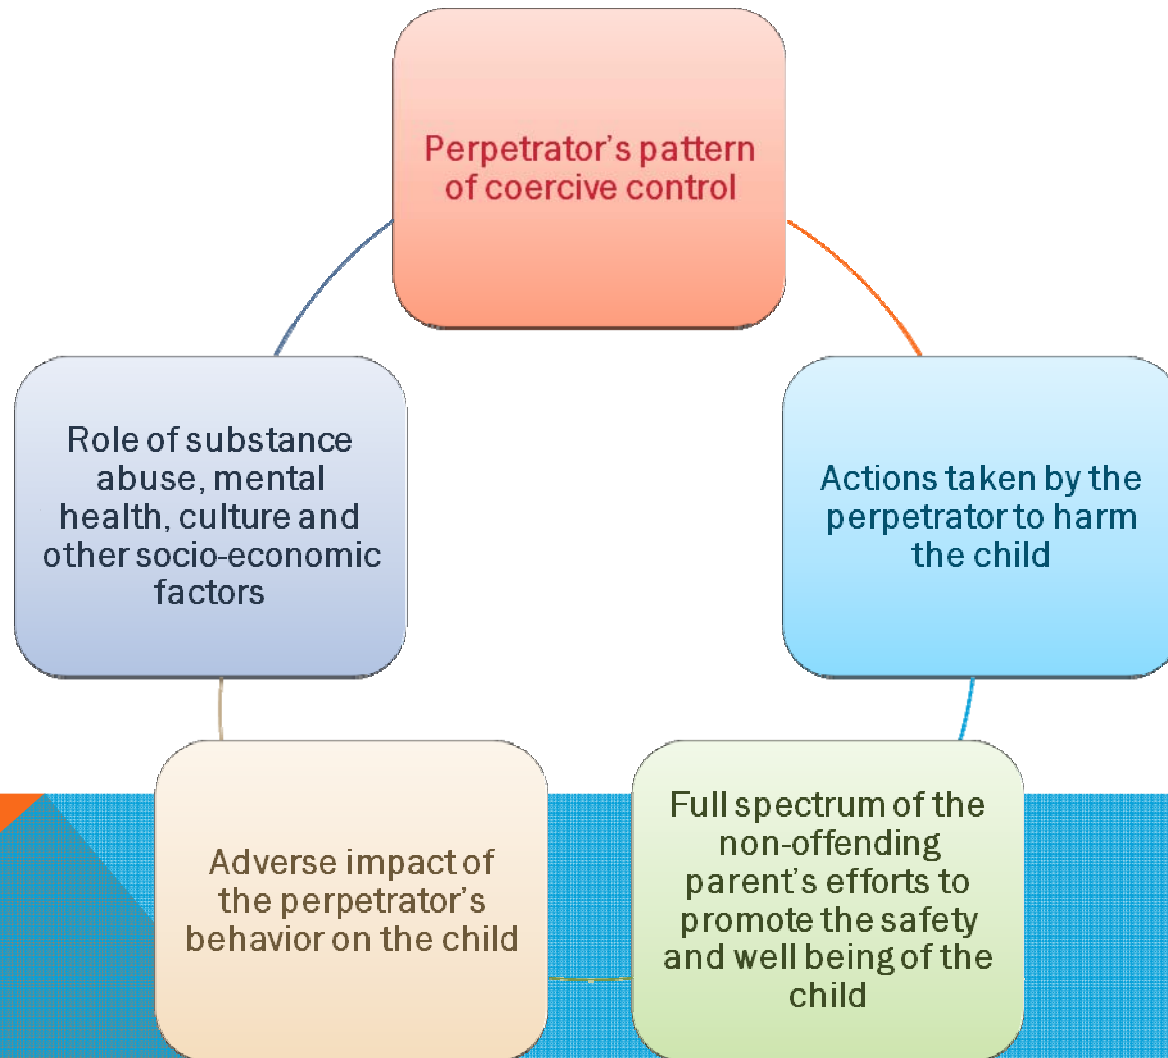 Perpetrator's pattern
of coercive control
Actions taken by the
perpetrator to harm
the child
Full spectrum of the
non-offending
parent's efforts to
promote the safety
and well being of the
child
Adverse impact of
the perpetrator's
behavior on the child
Role of substance
abuse, mental
health, culture and
other socio-economic
factors